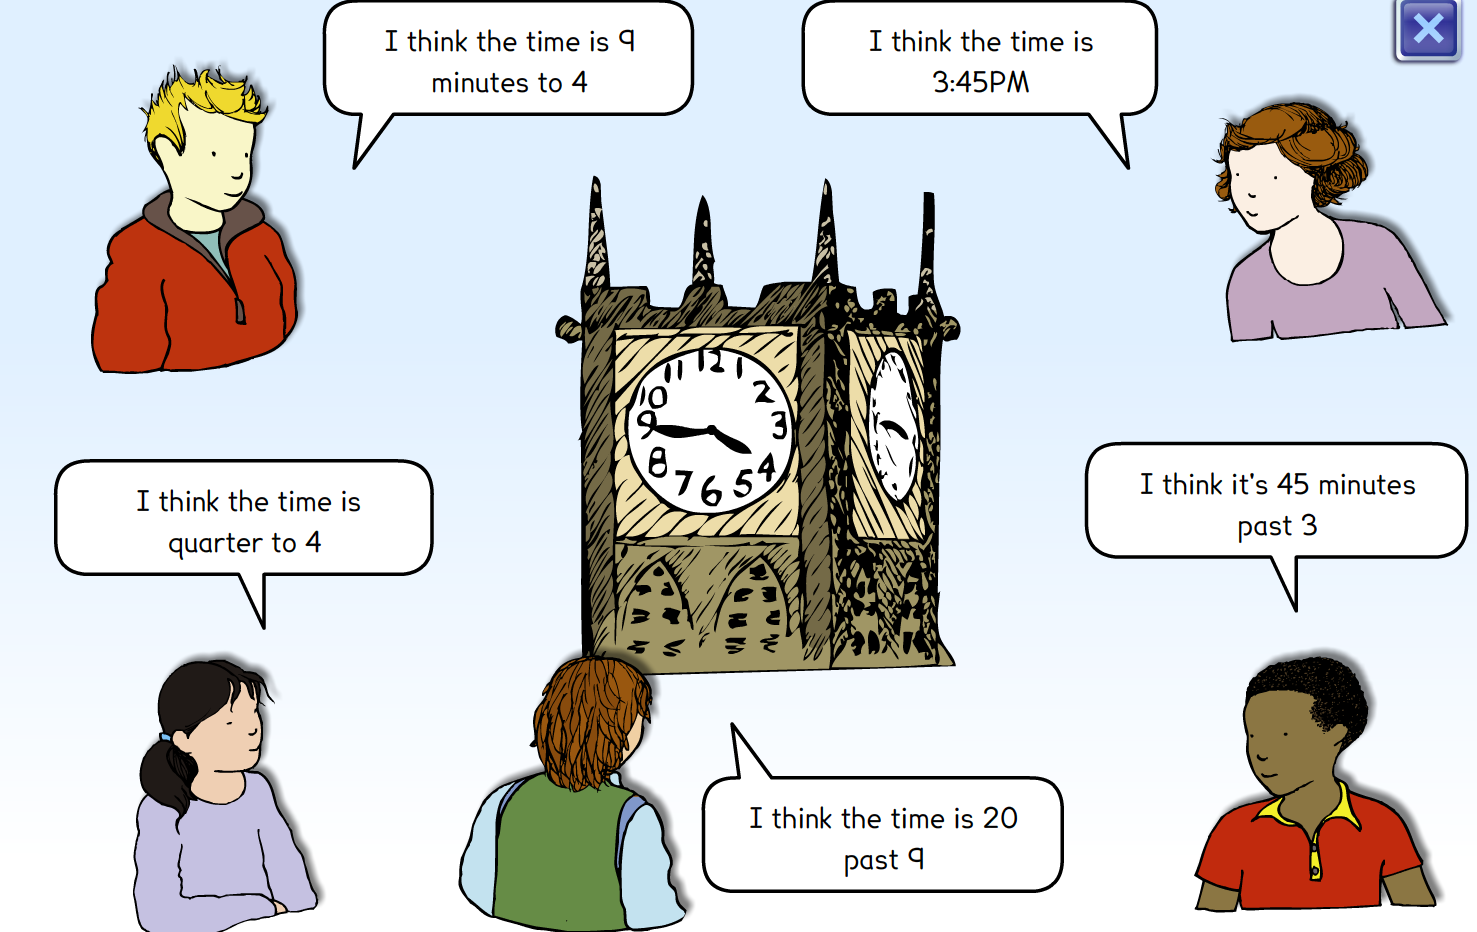 I think the time is 9
minutes to 4
I think the time is
3:45PM
12
1
2
3
4
5
6
7
8
9
10
11
I think the time is
quarter to 4
I think it's 45 minutes
past 3
I think the time is 20
past 9